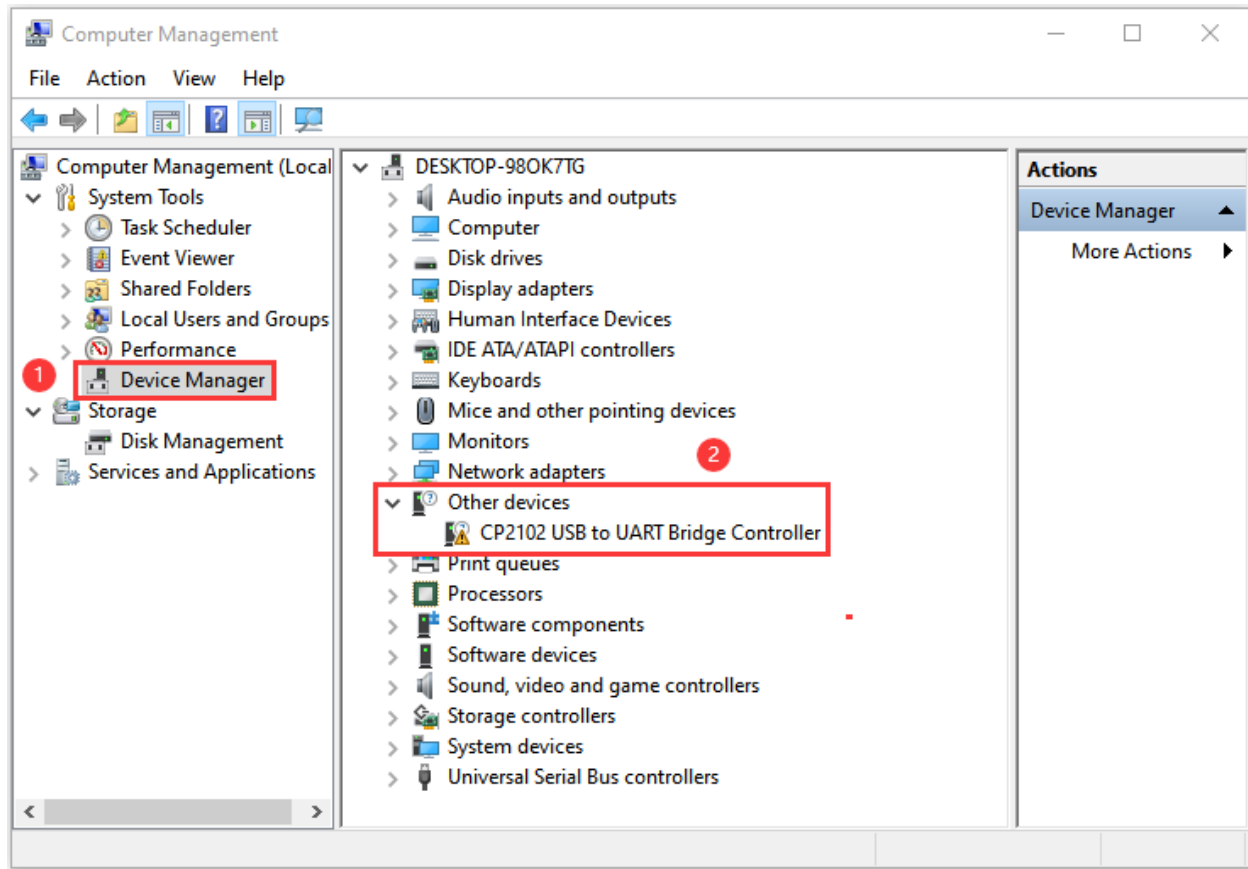 Computer Management
File Action View Help
Computer Management (Local
System Tools
Task Scheduler
Event Viewer
Shared Folders
Local Users and Groups
Performance
1
Device Manager
Storage
Disk Management
Services and Applications
DESKTOP-98OK7TG
Audio inputs and outputs
Computer
Disk drives
Display adapters
Human Interface Devices
IDE ATA/ATAPI controllers
Keyboards
Mice and other pointing devices
Monitors
2
Network adapters
Other devices
CP2102 USB to UART Bridge Controller
Print queues
Processors
Software components
Software devices
Sound, video and game controllers
Storage controllers
System devices
Universal Serial Bus controllers
Actions
Device Manager
More Actions